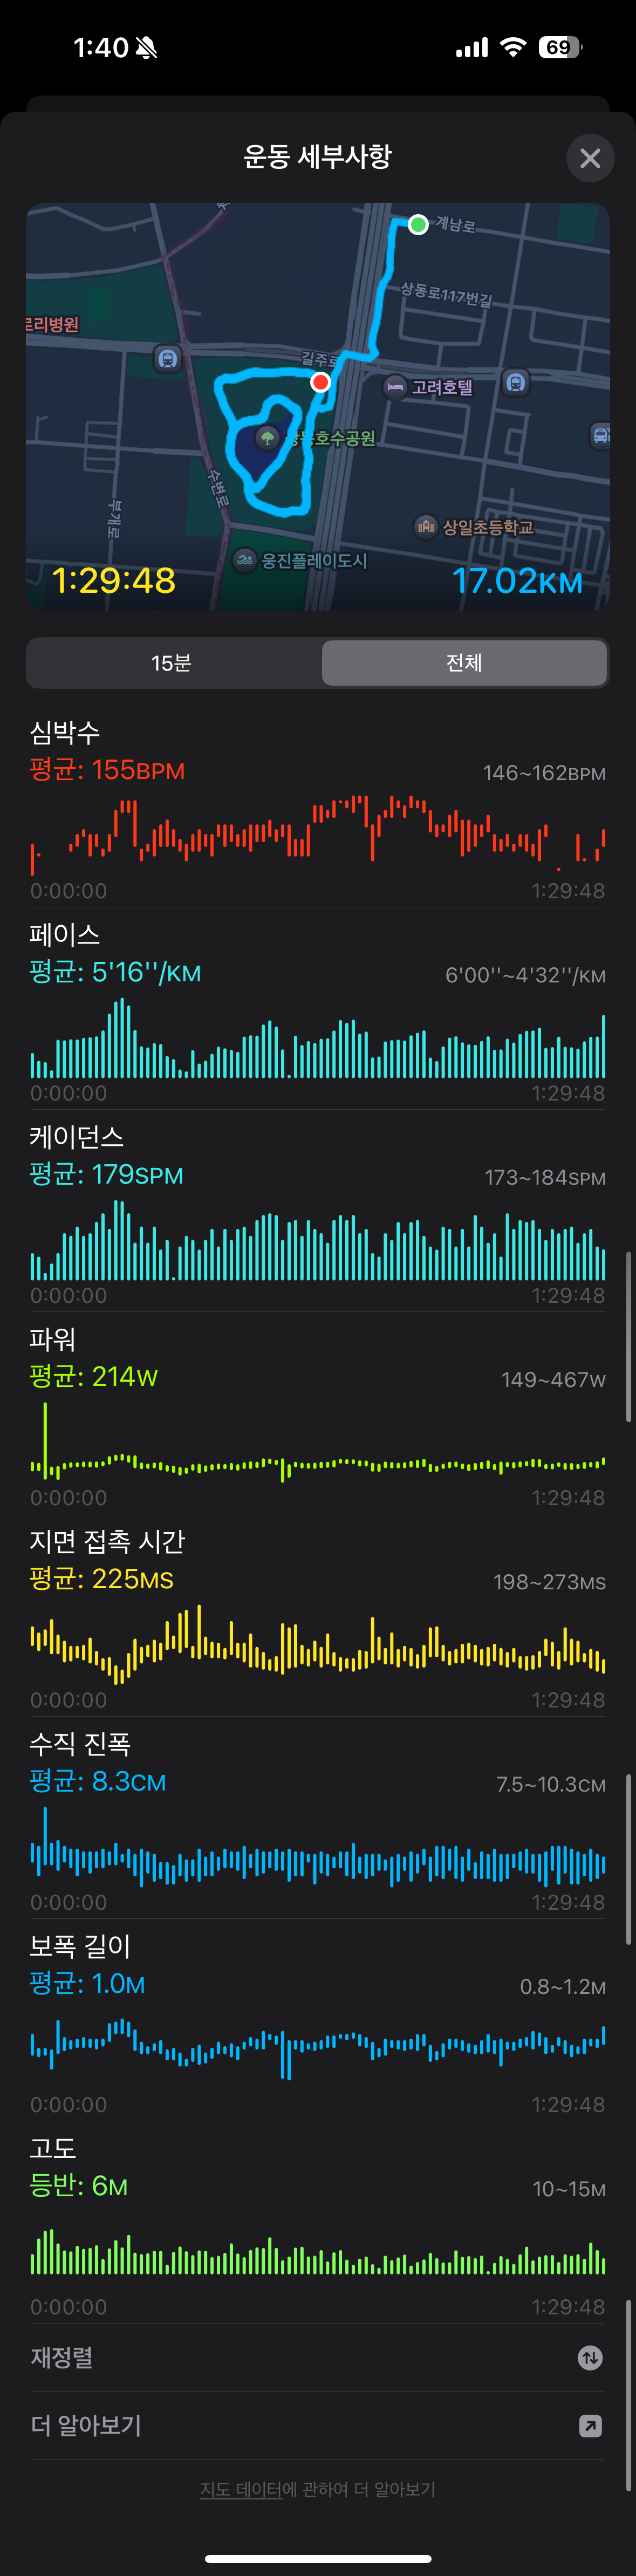 1:40
69
운동 세부사항
계남로
상동로117번길
로리병원
길주로
고려호텔
상동호수공원
수변로
부개로
상일초등학교
웅진플레이도시
1:29:48
17.02KM
15분
전체
심박수
평균: 155BPM
146~162BPM
0:00:00
1:29:48
페이스
평균: 5'16''/KM
6'00''~4'32''/KM
0:00:00
1:29:48
케이던스
평균: 179SPM
173~184SPM
0:00:00
1:29:48
파워
평균: 214W
149~467W
0:00:00
1:29:48
지면 접촉 시간
평균: 225MS
198~273MS
0:00:00
1:29:48
수직 진폭
평균: 8.3CM
7.5~10.3CM
0:00:00
1:29:48
보폭 길이
평균: 1.0M
0.8~1.2M
0:00:00
1:29:48
고도
등반: 6M
10~15M
0:00:00
1:29:48
재정렬
더 알아보기
지도 데이터에 관하여 더 알아보기